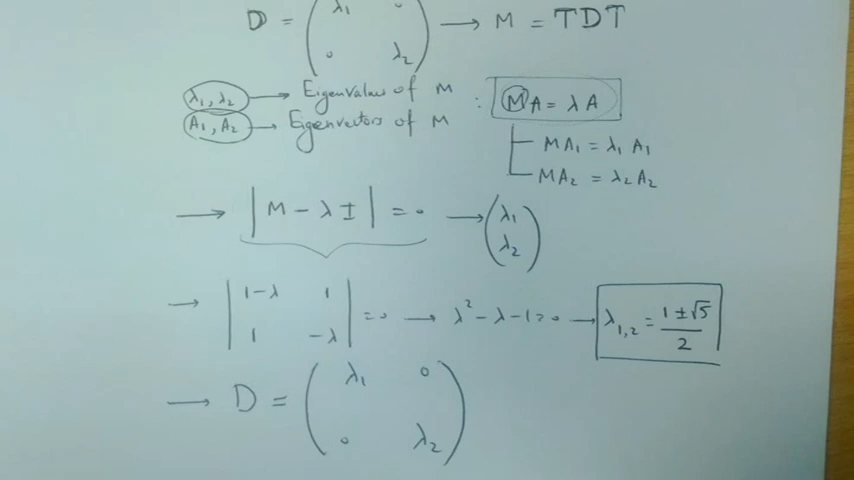 D = ( λ₁ 0 0 λ₂ ) → M = TDT
λ₁, λ₂ → Eigenvalues of M : MA = λA
A₁, A₂ → Eigenvectors of M
MA₁ = λ₁ A₁
MA₂ = λ₂ A₂
→ | M - λ I | = 0 → ( λ₁ λ₂ )
→ | 1-λ 1 1 -λ | = 0 → λ² - λ - 1 = 0 → λ₁,₂ = (1 ± √5)/2
→ D = ( λ₁ 0 0 λ₂ )